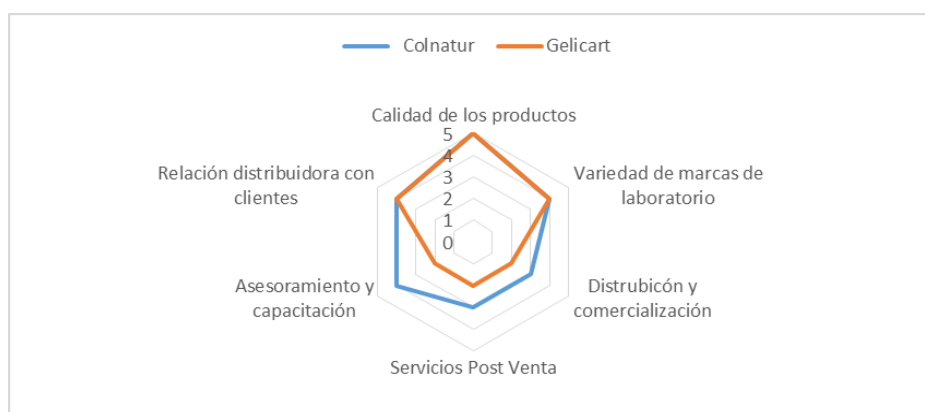 Colnatur
Gelicart
Calidad de los productos
5
4
3
2
1
0
Variedad de marcas de
laboratorio
Distrubicón y
comercialización
Servicios Post Venta
Asesoramiento y
capacitación
Relación distribuidora con
clientes